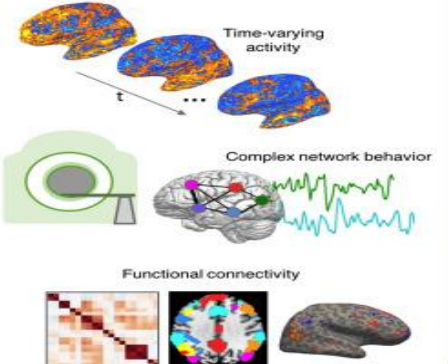 Time-varying
activity
t
...
Complex network behavior
Functional connectivity